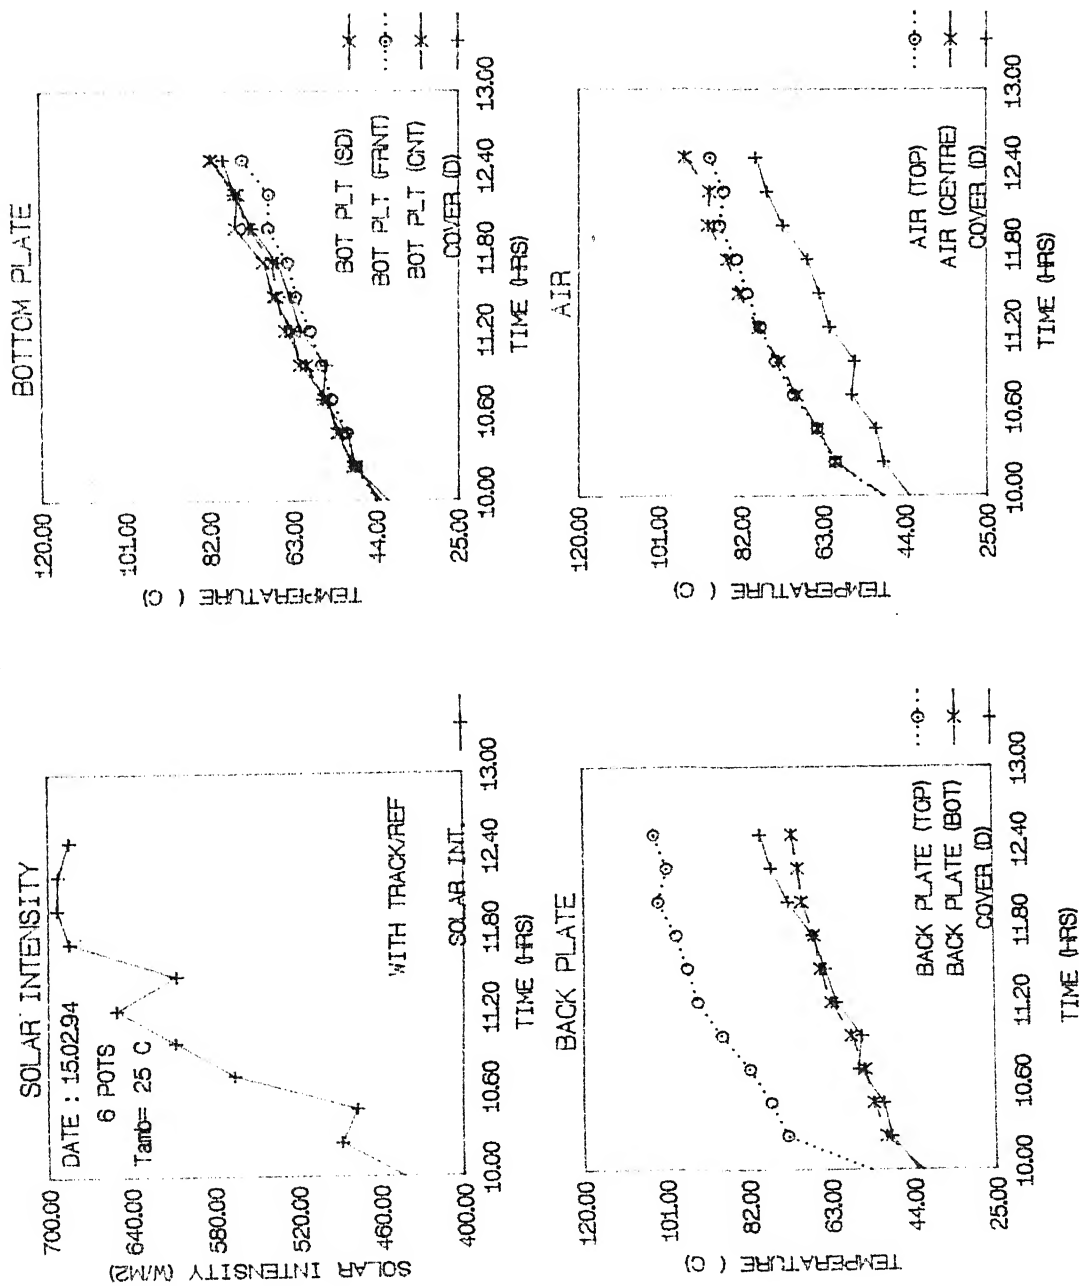 SOLAR INTENSITY
DATE : 15.02.94
6 POTS
Tamb= 25 C
WITH TRACK/REF
SOLAR INT.
SOLAR INTENSITY (W/M2)
700.00
640.00
580.00
520.00
460.00
400.00
10.00 10.60 11.20 11.80 12.40 13.00
TIME (HRS)
BOTTOM PLATE
TEMPERATURE ( C)
120.00
101.00
82.00
63.00
44.00
25.00
BOT PLT (SD)
BOT PLT (FRNT)
BOT PLT (CNT)
COVER (D)
10.00 10.60 11.20 11.80 12.40 13.00
TIME (HRS)
BACK PLATE
TEMPERATURE ( C)
120.00
101.00
82.00
63.00
44.00
25.00
BACK PLATE (TOP)
BACK PLATE (BOT)
COVER (D)
10.00 10.60 11.20 11.80 12.40 13.00
TIME (HRS)
AIR
TEMPERATURE ( C)
120.00
101.00
82.00
63.00
44.00
25.00
AIR (TOP)
AIR (CENTRE)
COVER (D)
10.00 10.60 11.20 11.80 12.40 13.00
TIME (HRS)